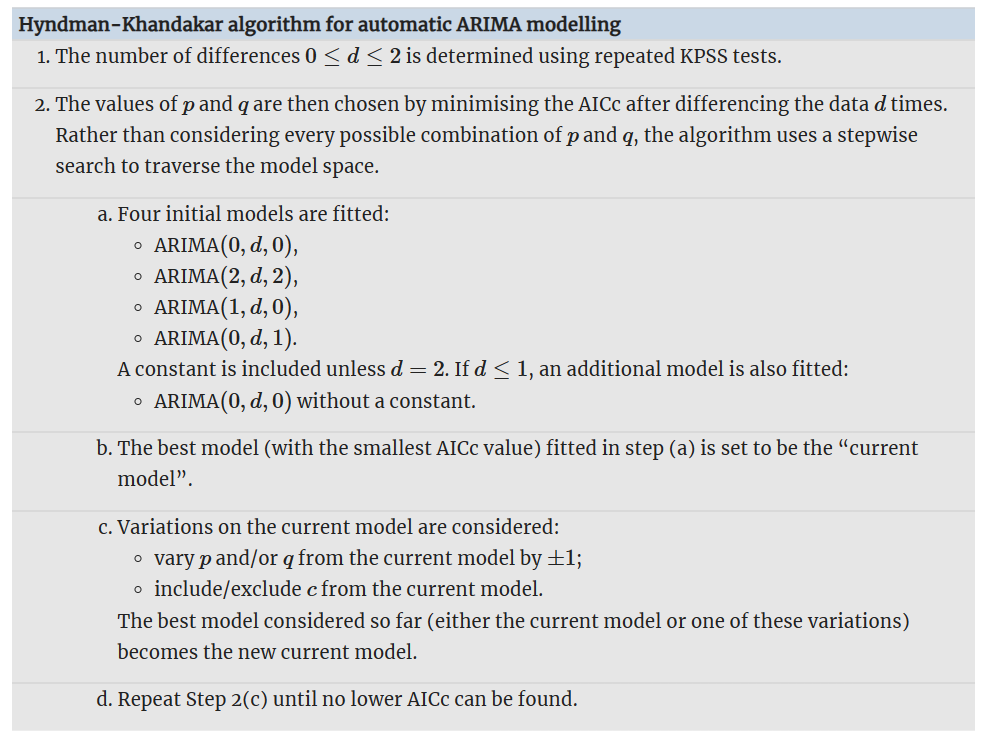 Hyndman-Khandakar algorithm for automatic ARIMA modelling
1. The number of differences 0 ≤ d ≤ 2 is determined using repeated KPSS tests.
2. The values of p and q are then chosen by minimising the AICc after differencing the data d times.
Rather than considering every possible combination of p and q, the algorithm uses a stepwise
search to traverse the model space.
a. Four initial models are fitted:
◦ ARIMA(0, d, 0),
◦ ARIMA(2, d, 2),
◦ ARIMA(1, d, 0),
◦ ARIMA(0, d, 1).
A constant is included unless d = 2. If d ≤ 1, an additional model is also fitted:
◦ ARIMA(0, d, 0) without a constant.
b. The best model (with the smallest AICc value) fitted in step (a) is set to be the “current
model”.
c. Variations on the current model are considered:
◦ vary p and/or q from the current model by ±1;
◦ include/exclude c from the current model.
The best model considered so far (either the current model or one of these variations)
becomes the new current model.
d. Repeat Step 2(c) until no lower AICc can be found.